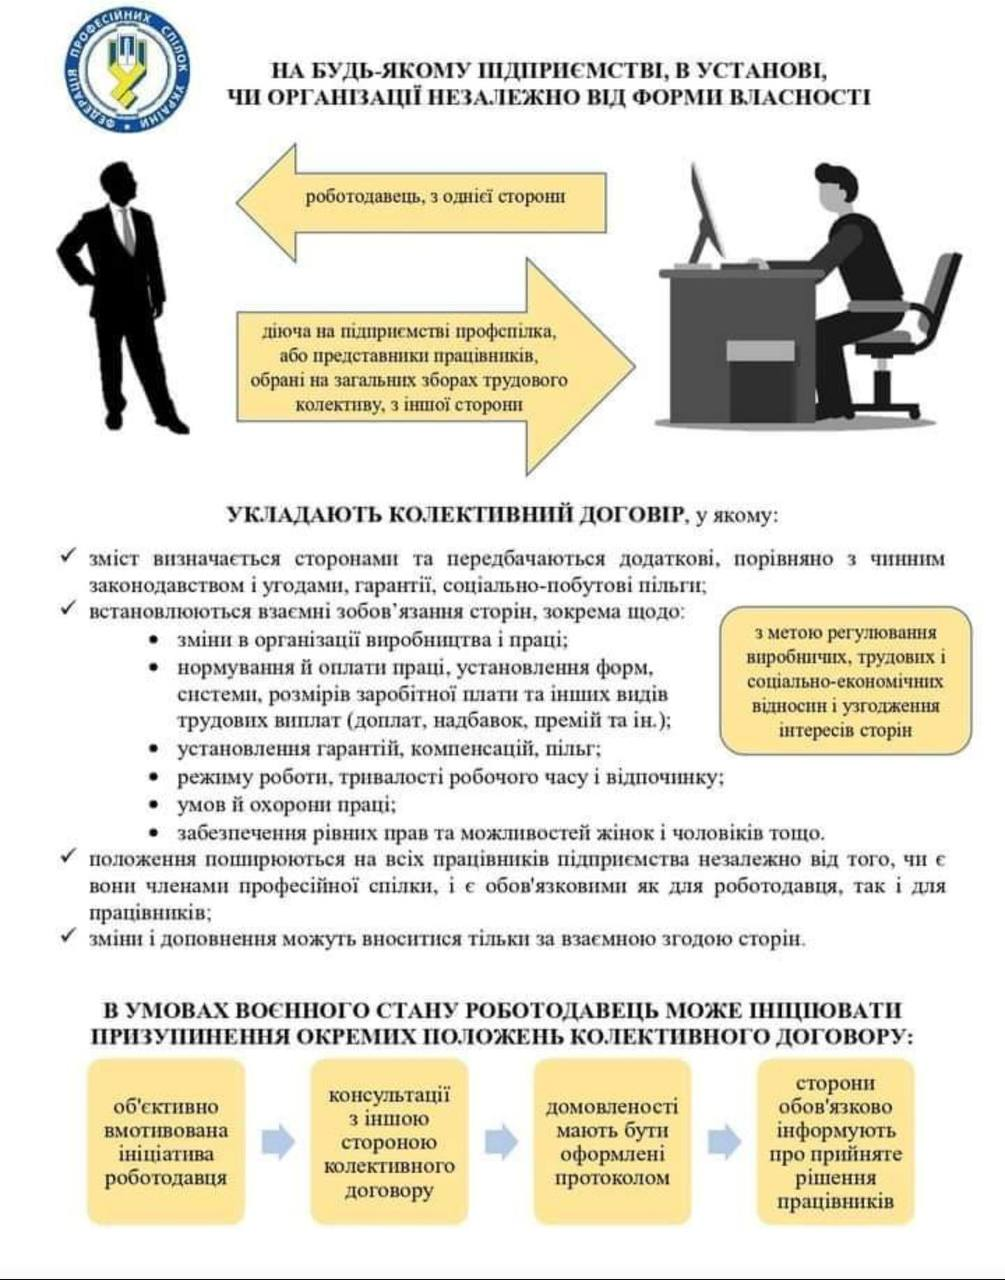 ФЕДЕРАЦІЯ ПРОФЕСІЙНИХ СПІЛОК УКРАЇНИ
НА БУДЬ-ЯКОМУ ПІДПРИЄМСТВІ, В УСТАНОВІ,
ЧИ ОРГАНІЗАЦІЇ НЕЗАЛЕЖНО ВІД ФОРМИ ВЛАСНОСТІ
роботодавець, з однієї сторони
діюча на підприємстві профспілка,
або представники працівників,
обрані на загальних зборах трудового
колективу, з іншої сторони
УКЛАДАЮТЬ КОЛЕКТИВНИЙ ДОГОВІР, у якому:
✓ зміст визначається сторонами та передбачаються додаткові, порівняно з чинним
законодавством і угодами, гарантії, соціально-побутові пільги;
✓ встановлюються взаємні зобов’язання сторін, зокрема щодо:
• зміни в організації виробництва і праці;
• нормування й оплати праці, установлення форм,
системи, розмірів заробітної плати та інших видів
трудових виплат (доплат, надбавок, премій та ін.);
• установлення гарантій, компенсацій, пільг;
• режиму роботи, тривалості робочого часу і відпочинку;
• умов й охорони праці;
• забезпечення рівних прав та можливостей жінок і чоловіків тощо.
з метою регулювання
виробничих, трудових і
соціально-економічних
відносин і узгодження
інтересів сторін
✓ положення поширюються на всіх працівників підприємства незалежно від того, чи є
вони членами професійної спілки, і є обов'язковими як для роботодавця, так і для
працівників;
✓ зміни і доповнення можуть вноситися тільки за взаємною згодою сторін.
В УМОВАХ ВОЄННОГО СТАНУ РОБОТОДАВЕЦЬ МОЖЕ ІНІЦІЮВАТИ
ПРИЗУПИНЕННЯ ОКРЕМИХ ПОЛОЖЕНЬ КОЛЕКТИВНОГО ДОГОВОРУ:
об'єктивно
вмотивована
ініціатива
роботодавця
консультації
з іншою
стороною
колективного
договору
домовленості
мають бути
оформлені
протоколом
сторони
обов'язково
інформують
про прийняте
рішення
працівників